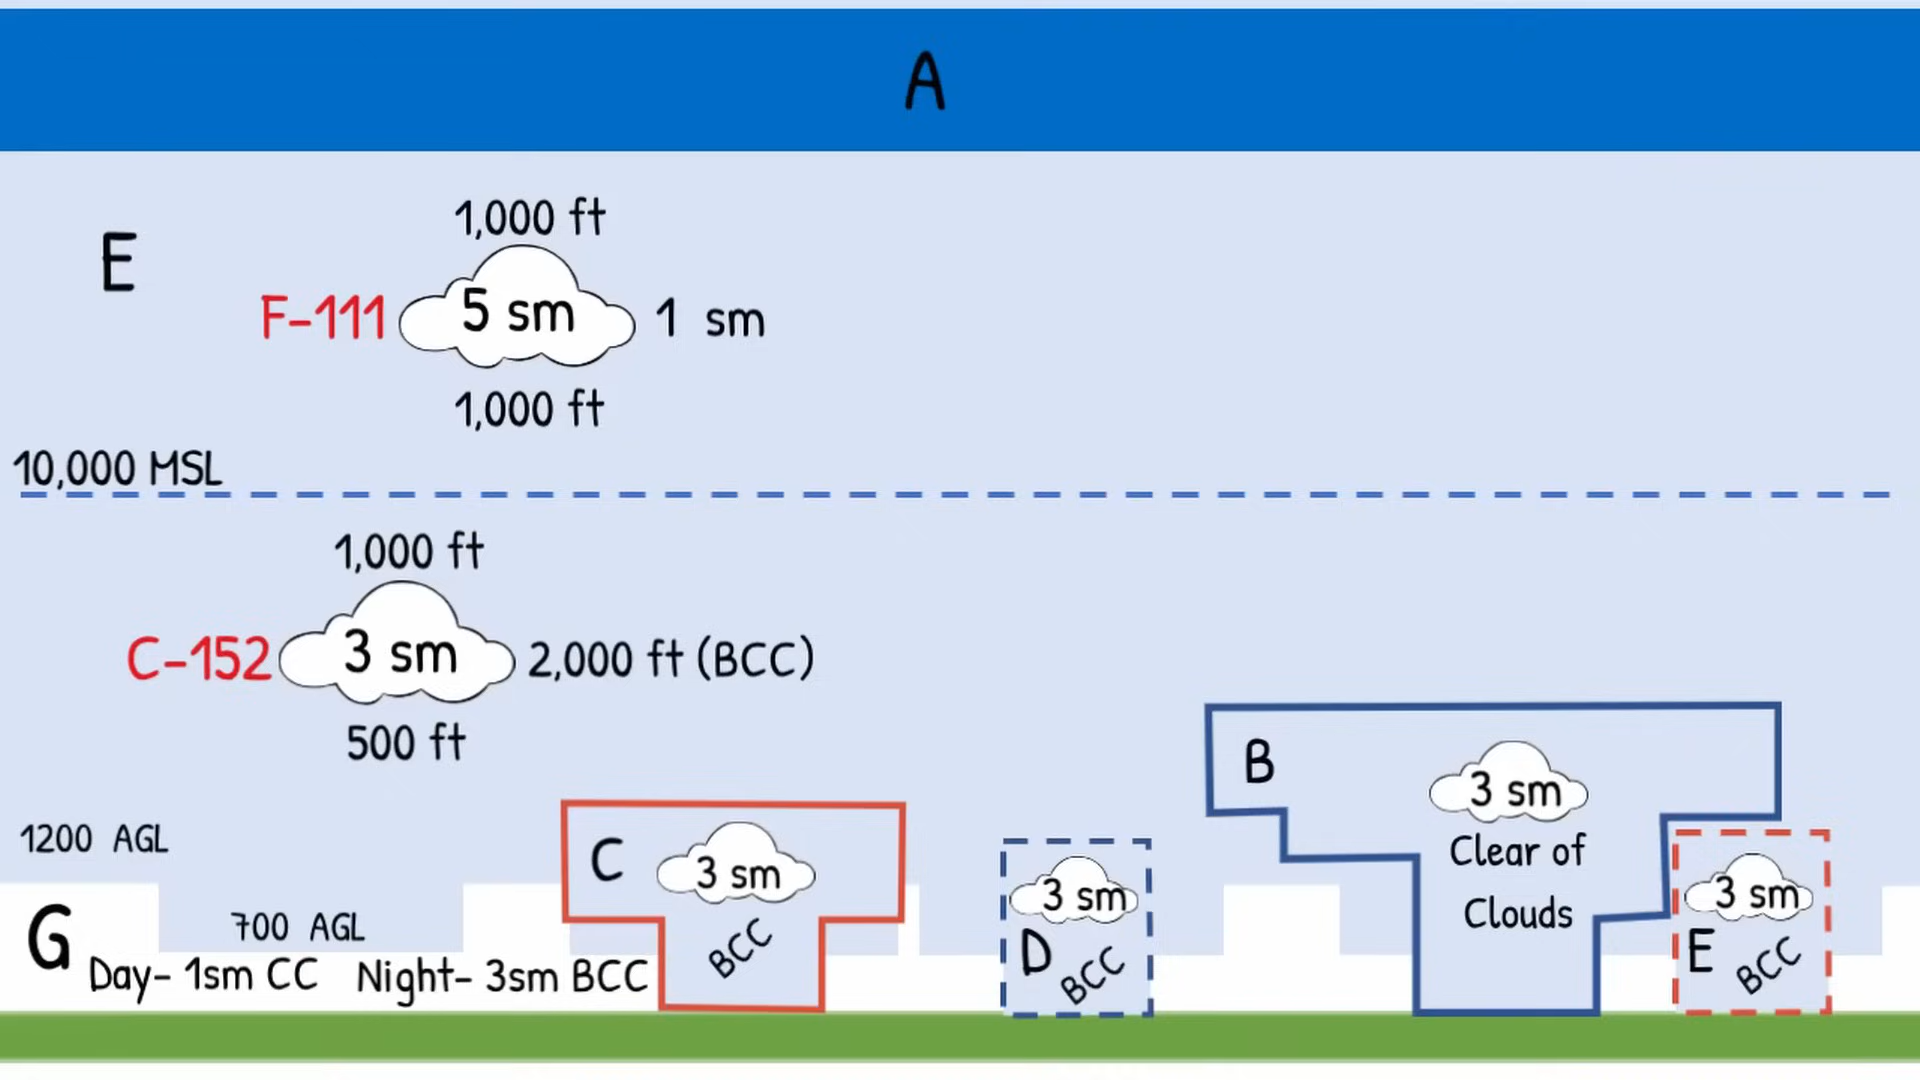 A
1,000 ft
E
F-111 5 sm 1 sm
1,000 ft
10,000 MSL
1,000 ft
C-152 3 sm 2,000 ft (BCC)
500 ft
B
3 sm
Clear of
Clouds
1200 AGL
C
3 sm
BCC
3 sm
D
BCC
3 sm
E
BCC
G
700 AGL
Day- 1sm CC Night- 3sm BCC